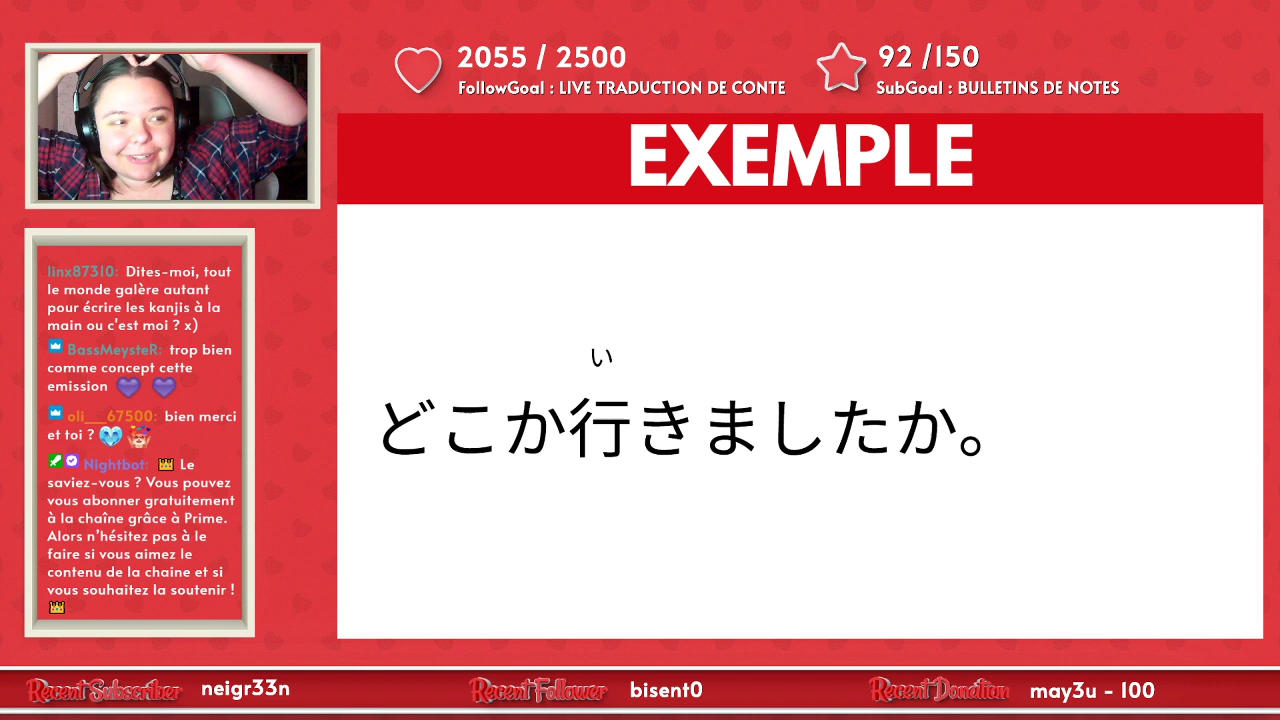 2055 / 2500
FollowGoal : LIVE TRADUCTION DE CONTE
92 /150
SubGoal : BULLETINS DE NOTES
EXEMPLE
い
どこか行きましたか。
linx87310: Dites-moi, tout
le monde galère autant
pour écrire les kanjis à la
main ou c'est moi ? x)
BassMeysteR: trop bien
comme concept cette
emission
oli___67500: bien merci
et toi ?
Nightbot: Le
saviez-vous ? Vous pouvez
vous abonner gratuitement
à la chaîne grâce à Prime.
Alors n'hésitez pas à le
faire si vous aimez le
contenu de la chaine et si
vous souhaitez la soutenir !
Recent Subscriber neigr33n
Recent Follower bisent0
Recent Donation may3u - 100